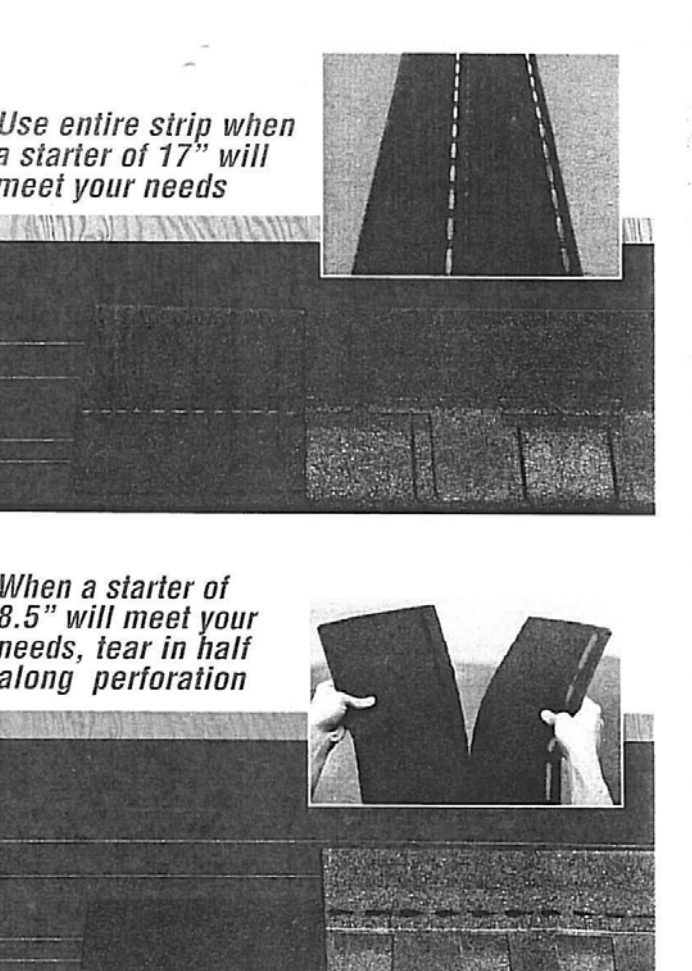 Use entire strip when
a starter of 17" will
meet your needs
When a starter of
8.5" will meet your
needs, tear in half
along perforation